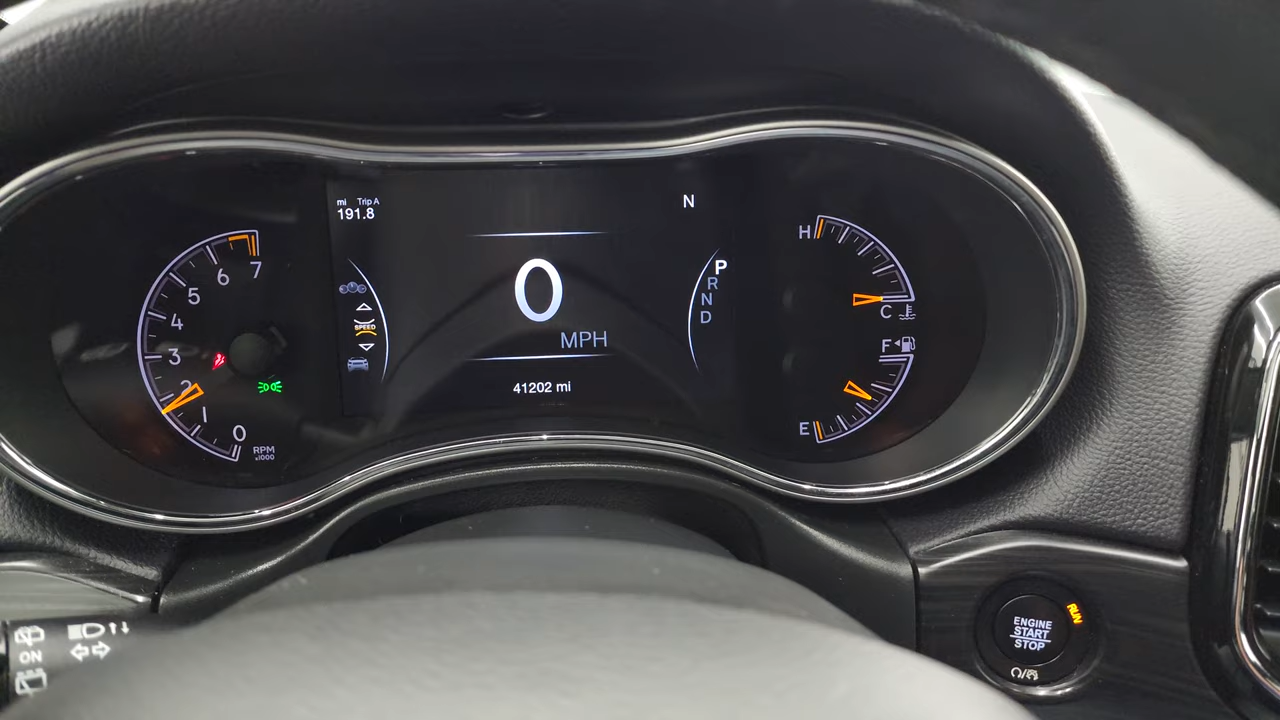 mi Trip A
191.8
N
0
MPH
41202 mi
SPEED
P
R
N
D
7
6
5
4
3
2
1
0
RPM
x1000
H
C
F
E
ENGINE
START
STOP
RUN
ON